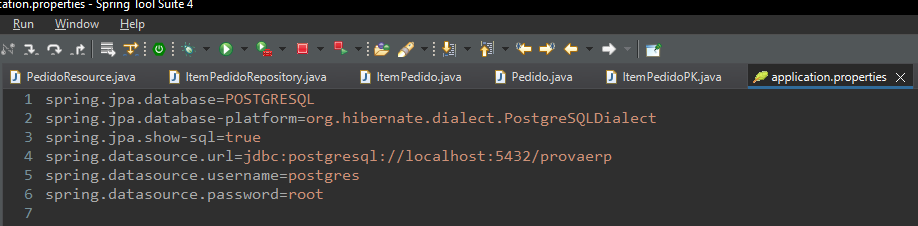 cation.properties - Spring Tool Suite 4
Run Window Help
PedidoResource.java ItemPedidoRepository.java ItemPedido.java Pedido.java ItemPedidoPK.java application.properties
1 spring.jpa.database=POSTGRESQL
2 spring.jpa.database-platform=org.hibernate.dialect.PostgreSQLDialect
3 spring.jpa.show-sql=true
4 spring.datasource.url=jdbc:postgresql://localhost:5432/provaerp
5 spring.datasource.username=postgres
6 spring.datasource.password=root
7